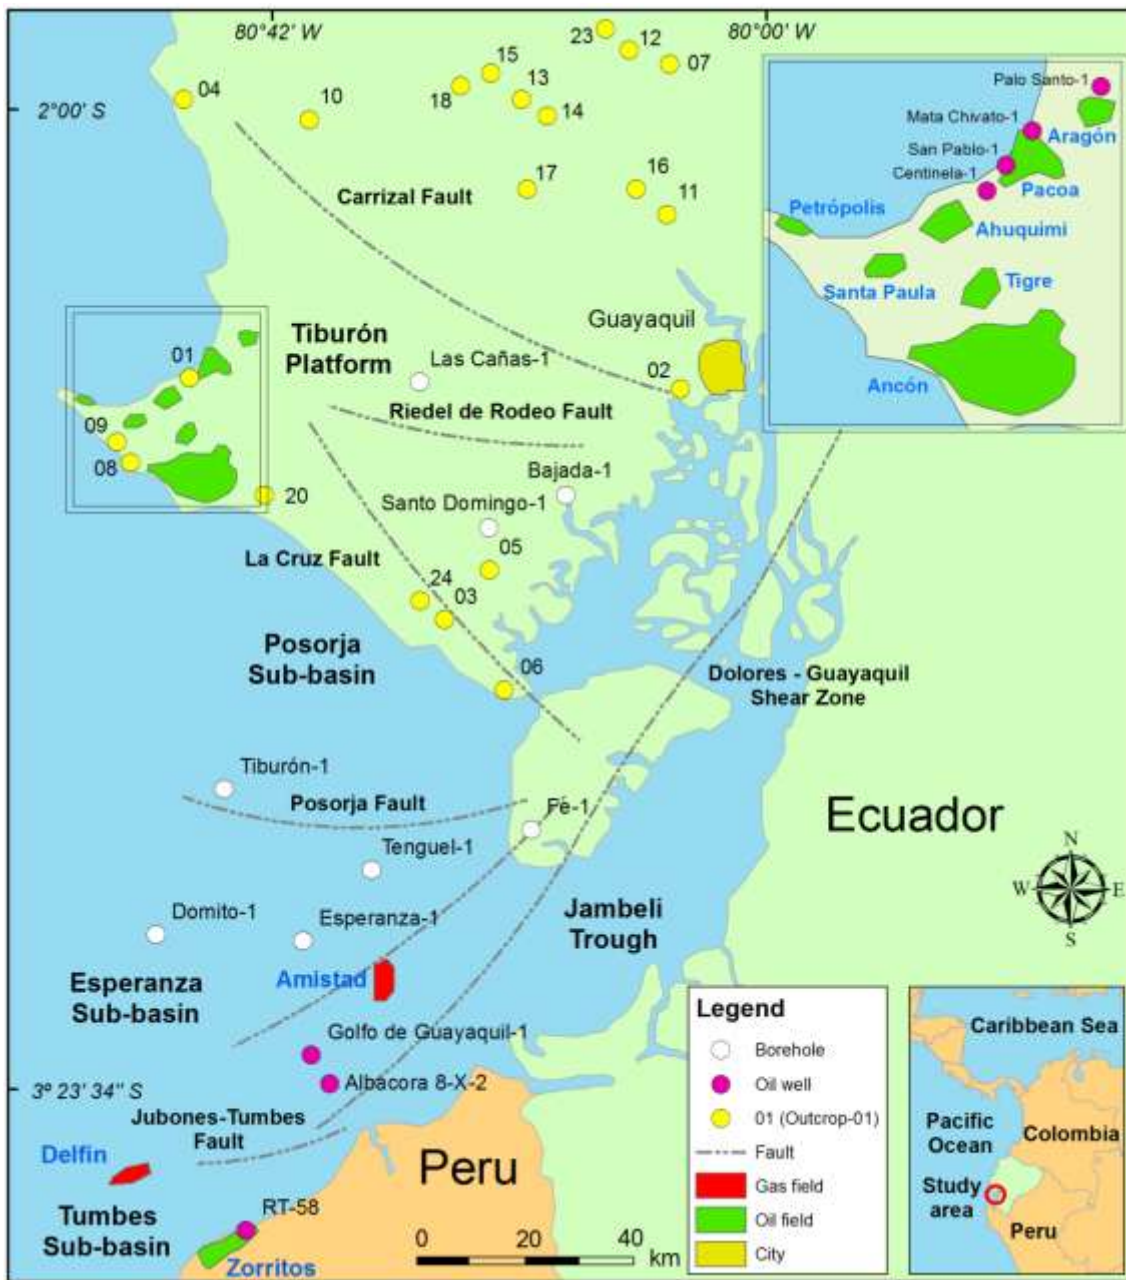 80°42' W
80°00' W
2°00' S
3° 23' 34'' S
04
10
18
15
13
14
23
12
07
17
16
11
Carrizal Fault
Palo Santo-1
Mata Chivato-1
Aragón
San Pablo-1
Centinela-1
Pacoa
Petrópolis
Ahuquimi
Santa Paula
Tigre
Ancón
Guayaquil
02
Tiburón
Platform
Las Cañas-1
Riedel de Rodeo Fault
01
09
08
20
Bajada-1
Santo Domingo-1
05
La Cruz Fault
24
03
06
Posorja
Sub-basin
Dolores - Guayaquil
Shear Zone
Tiburón-1
Posorja Fault
Fé-1
Ecuador
Tenguel-1
Domito-1
Esperanza-1
Jambeli
Trough
N
W
E
S
Esperanza
Sub-basin
Amistad
Golfo de Guayaquil-1
Albacora 8-X-2
Jubones-Tumbes
Fault
Delfin
Peru
Tumbes
Sub-basin
RT-58
Zorritos
0 20 40
km
Legend
Borehole
Oil well
01 (Outcrop-01)
Fault
Gas field
Oil field
City
Caribbean Sea
Pacific
Ocean
Colombia
Study
area
Peru